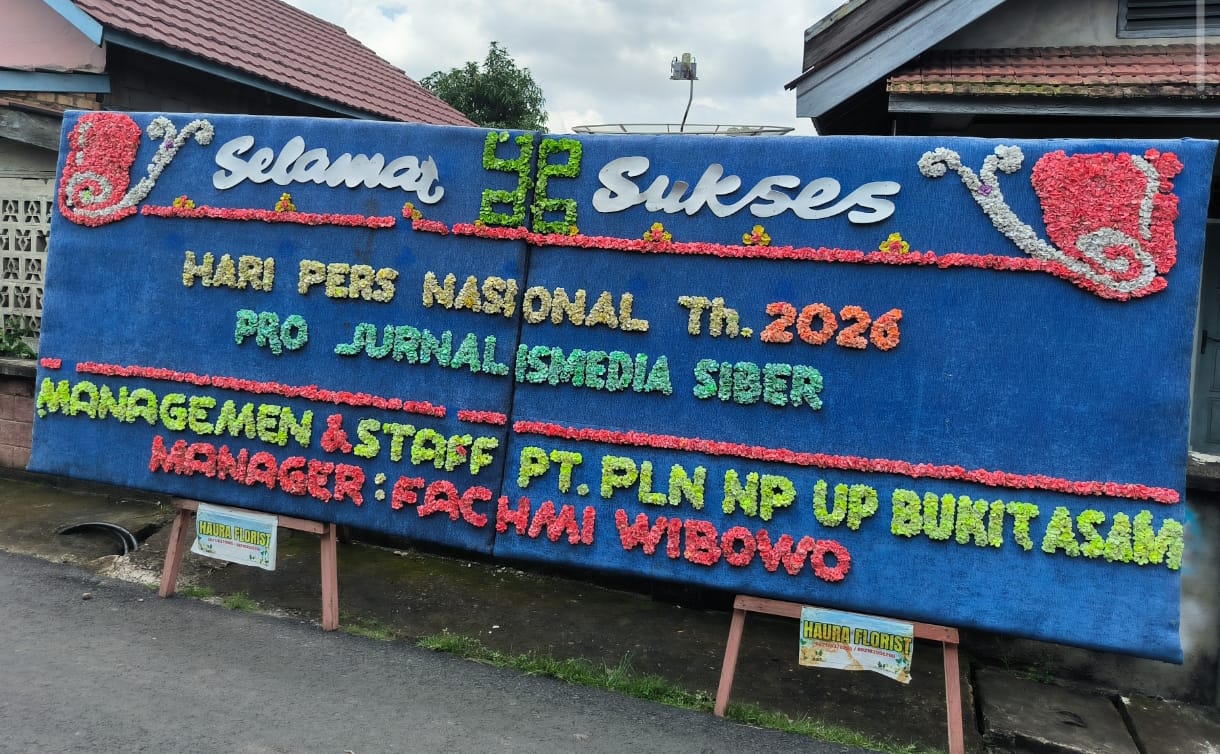 Selamat & Sukses
HARI PERS NASIONAL Th. 2026
PRO JURNALISMEDIA SIBER
MANAGEMEN & STAFF PT. PLN NP UP BUKIT ASAM
MANAGER : FACHMI WIBOWO
HAURA FLORIST
HAURA FLORIST